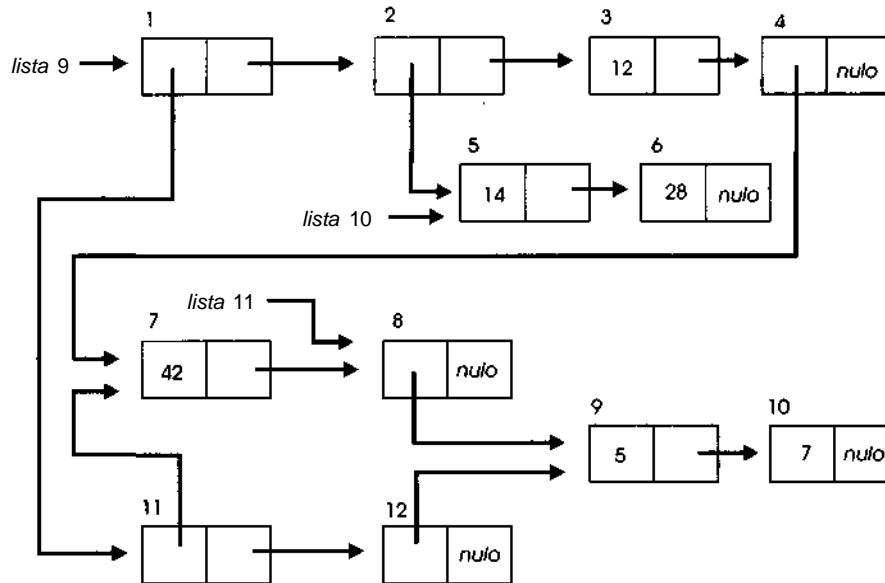 1 2 3 4
lista 9 12 nulo
5 6
14 28 nulo
lista 10
lista 11
7 8
42 nulo
9 10
5 7 nulo
11 12
nulo